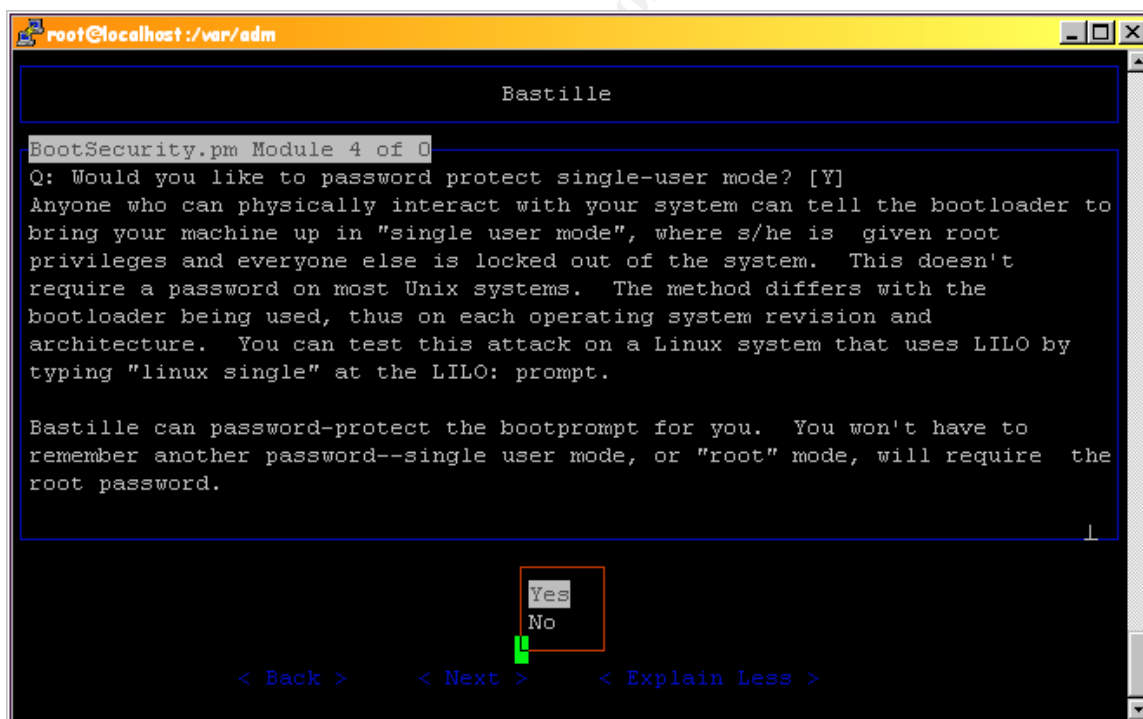 root@localhost:/var/adm
Bastille
BootSecurity.pm Module 4 of 0
Q: Would you like to password protect single-user mode? [Y]
Anyone who can physically interact with your system can tell the bootloader to
bring your machine up in "single user mode", where s/he is  given root
privileges and everyone else is locked out of the system.  This doesn't
require a password on most Unix systems.  The method differs with the
bootloader being used, thus on each operating system revision and
architecture.  You can test this attack on a Linux system that uses LILO by
typing "linux single" at the LILO: prompt.
Bastille can password-protect the bootprompt for you.  You won't have to
remember another password--single user mode, or "root" mode, will require  the
root password.
Yes
No
< Back >     < Next >     < Explain Less >